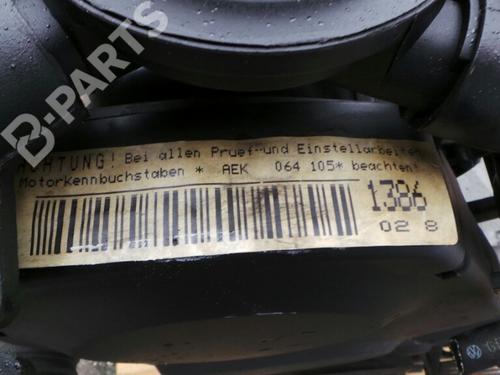 B-PARTS
ACHTUNG! Bei allen Pruef-und Einstellarbeiten
Motorkennbuchstaben * AEK 064 105* beachten!
1386
02 8